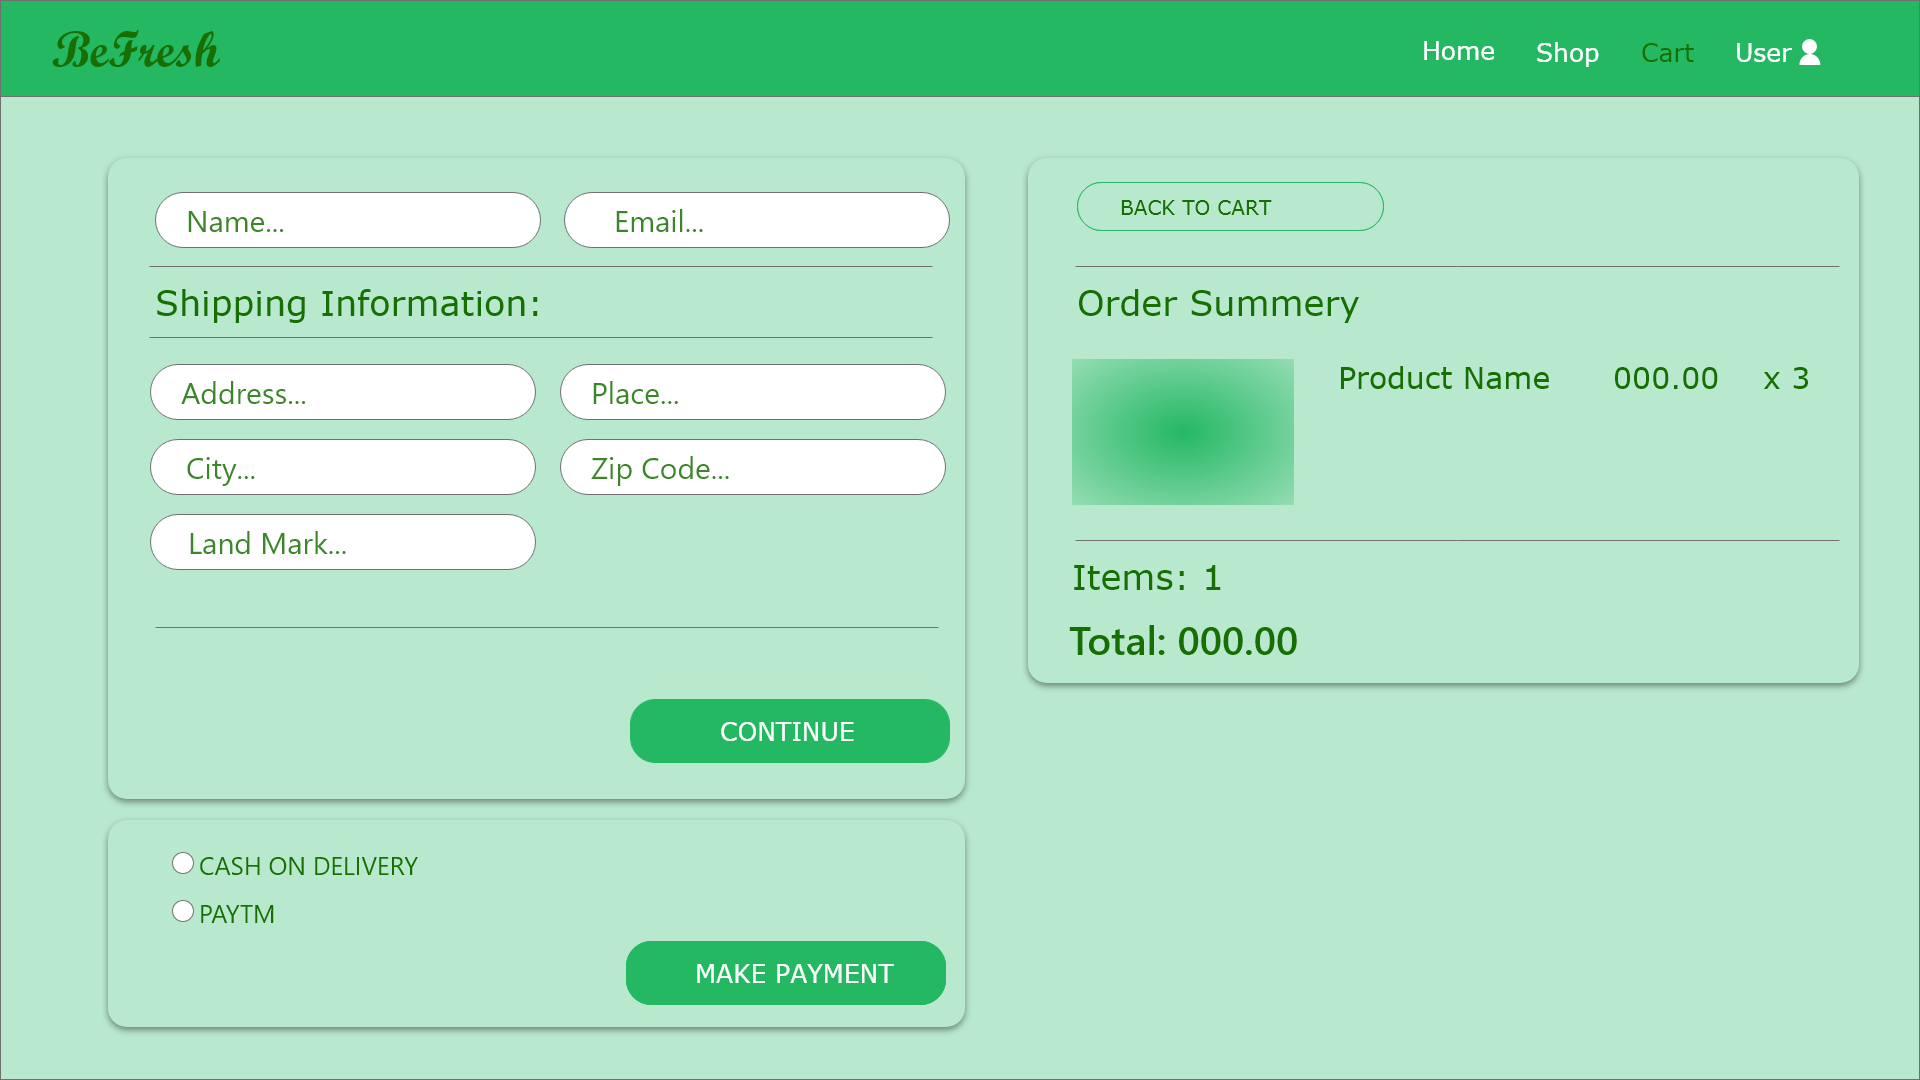 BeFresh
Home Shop Cart User
Name... Email...
Shipping Information:
Address... Place...
City... Zip Code...
Land Mark...
CONTINUE
CASH ON DELIVERY
PAYTM
MAKE PAYMENT
BACK TO CART
Order Summery
Product Name 000.00 x 3
Items: 1
Total: 000.00